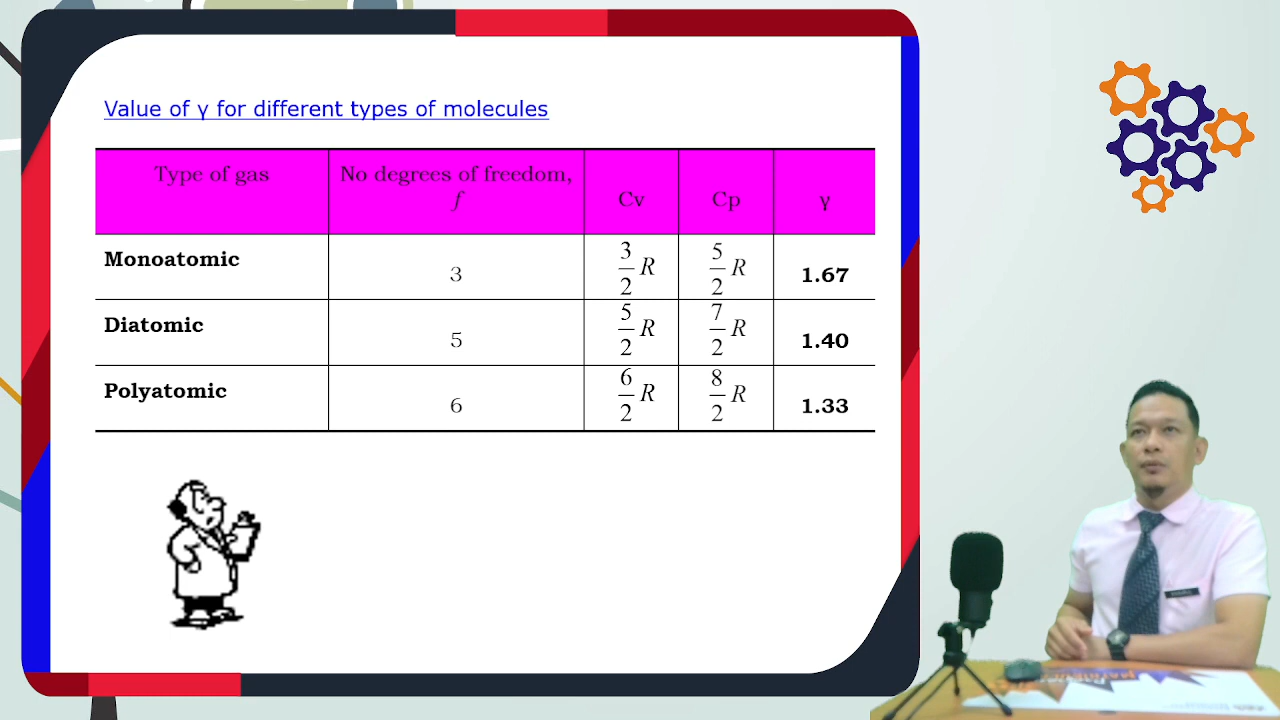 Value of γ for different types of molecules
Type of gas
No degrees of freedom,
f
Cv
Cp
γ
Monoatomic
3
3/2 R
5/2 R
1.67
Diatomic
5
5/2 R
7/2 R
1.40
Polyatomic
6
6/2 R
8/2 R
1.33